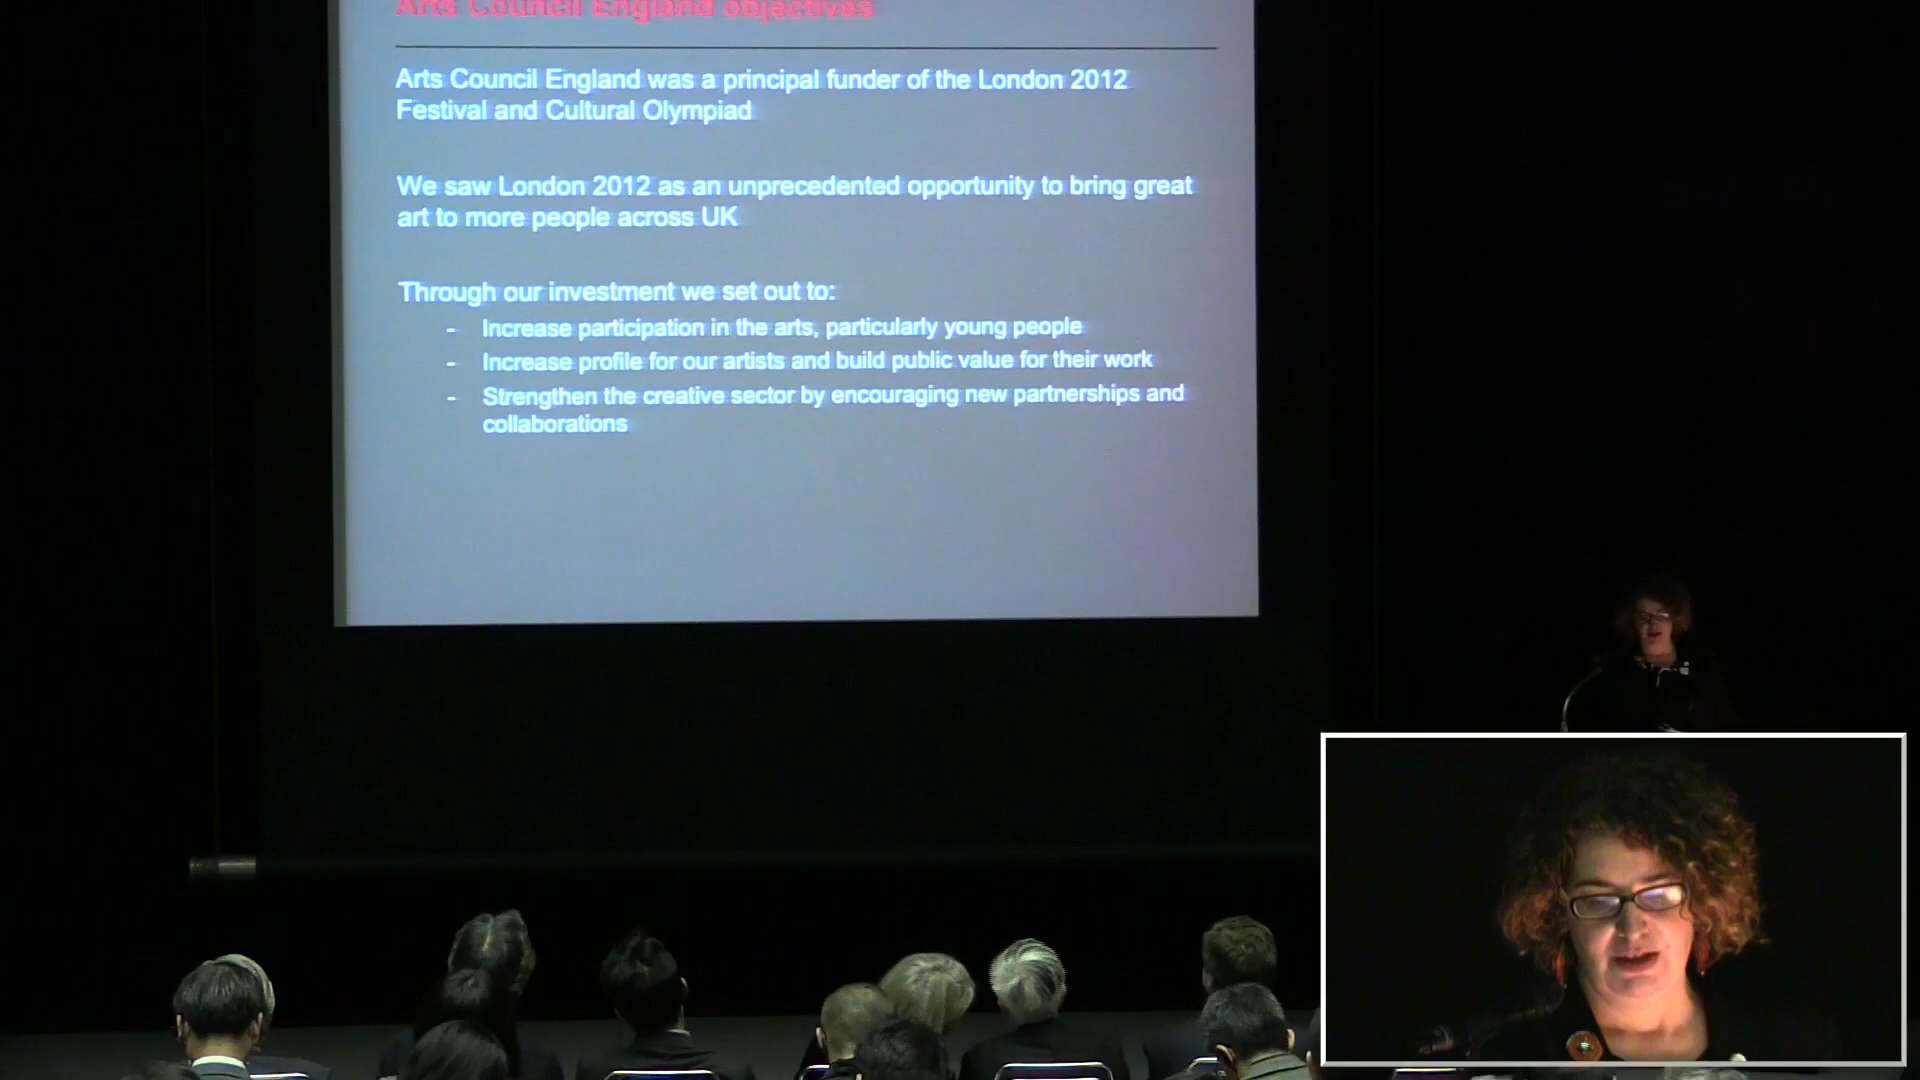 Arts Council England objectives
Arts Council England was a principal funder of the London 2012
Festival and Cultural Olympiad
We saw London 2012 as an unprecedented opportunity to bring great
art to more people across UK
Through our investment we set out to:
- Increase participation in the arts, particularly young people
- Increase profile for our artists and build public value for their work
- Strengthen the creative sector by encouraging new partnerships and
collaborations